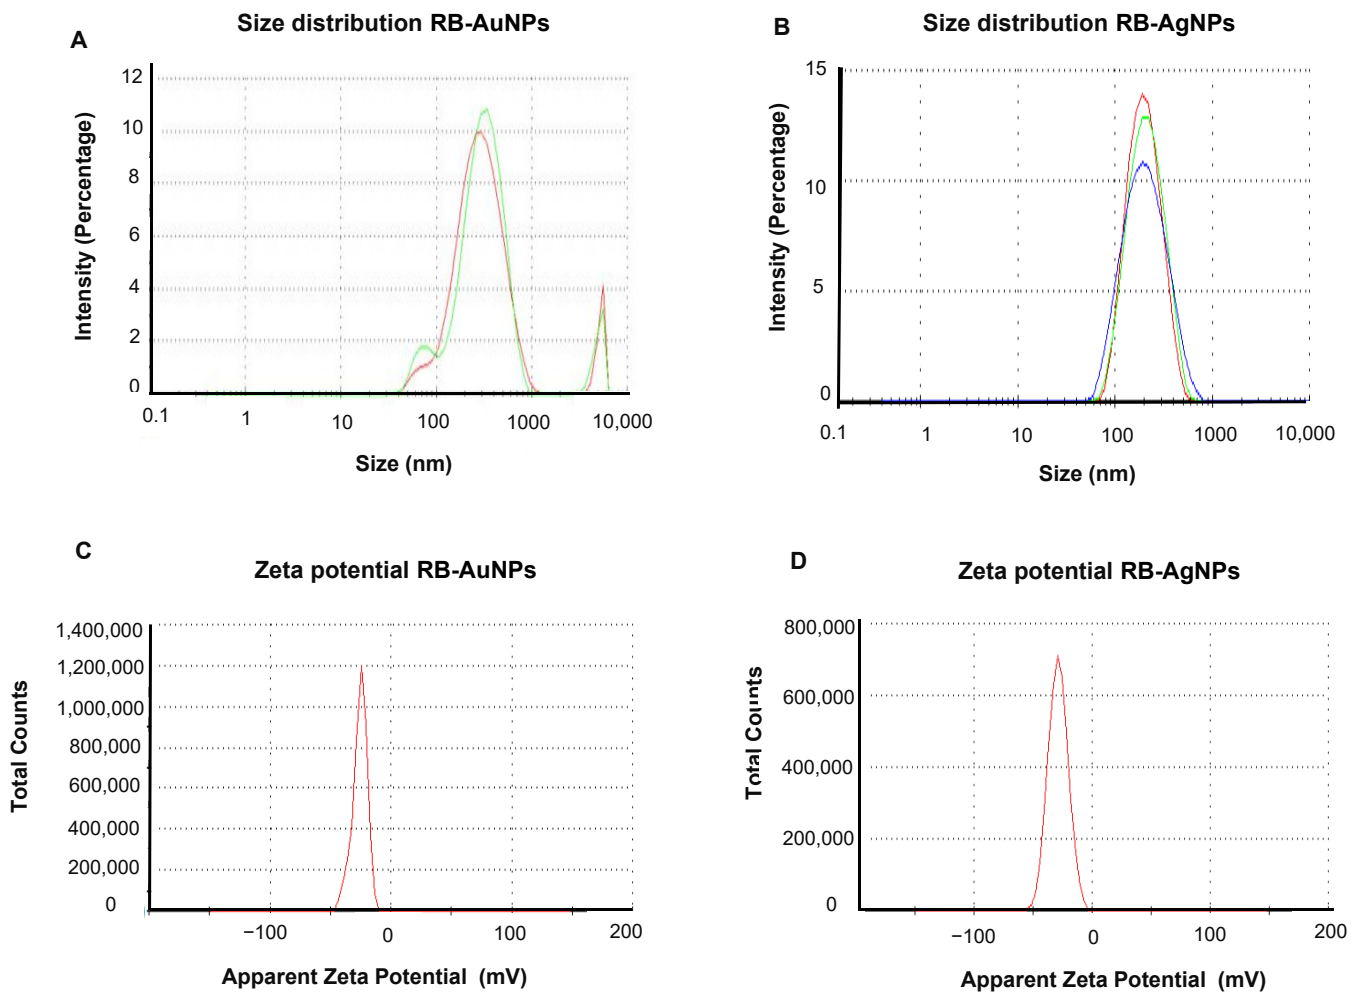 A
Size distribution RB-AuNPs
Intensity (Percentage)
12
10
8
6
4
2
0
0.1 1 10 100 1000 10,000
Size (nm)
B
Size distribution RB-AgNPs
Intensity (Percentage)
15
10
5
0
0.1 1 10 100 1000 10,000
Size (nm)
C
Zeta potential RB-AuNPs
Total Counts
1,400,000
1,200,000
1,000,000
800,000
600,000
400,000
200,000
0
−100 0 100 200
Apparent Zeta Potential (mV)
D
Zeta potential RB-AgNPs
Total Counts
800,000
600,000
400,000
200,000
0
−100 0 100 200
Apparent Zeta Potential (mV)